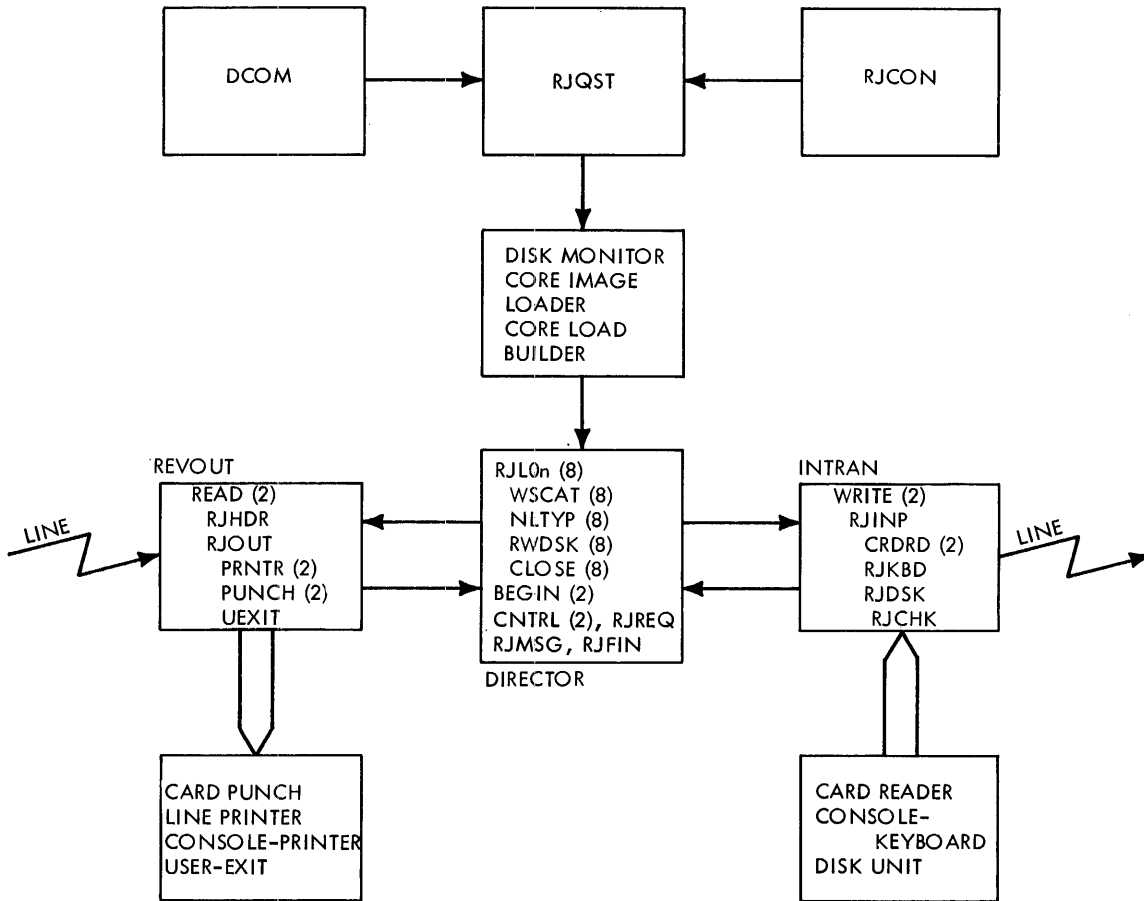 DCOM
RJQST
RJCON
DISK MONITOR
CORE IMAGE
LOADER
CORE LOAD
BUILDER
REVOUT
READ (2)
RJHDR
RJOUT
PRNTR (2)
PUNCH (2)
UEXIT
LINE
RJL0n (8)
WSCAT (8)
NLTYP (8)
RWDSK (8)
CLOSE (8)
BEGIN (2)
CNTRL (2), RJREQ
RJMSG, RJFIN
DIRECTOR
INTRAN
WRITE (2)
RJINP
CRDRD (2)
RJKBD
RJDSK
RJCHK
LINE
CARD PUNCH
LINE PRINTER
CONSOLE-PRINTER
USER-EXIT
CARD READER
CONSOLE-
KEYBOARD
DISK UNIT